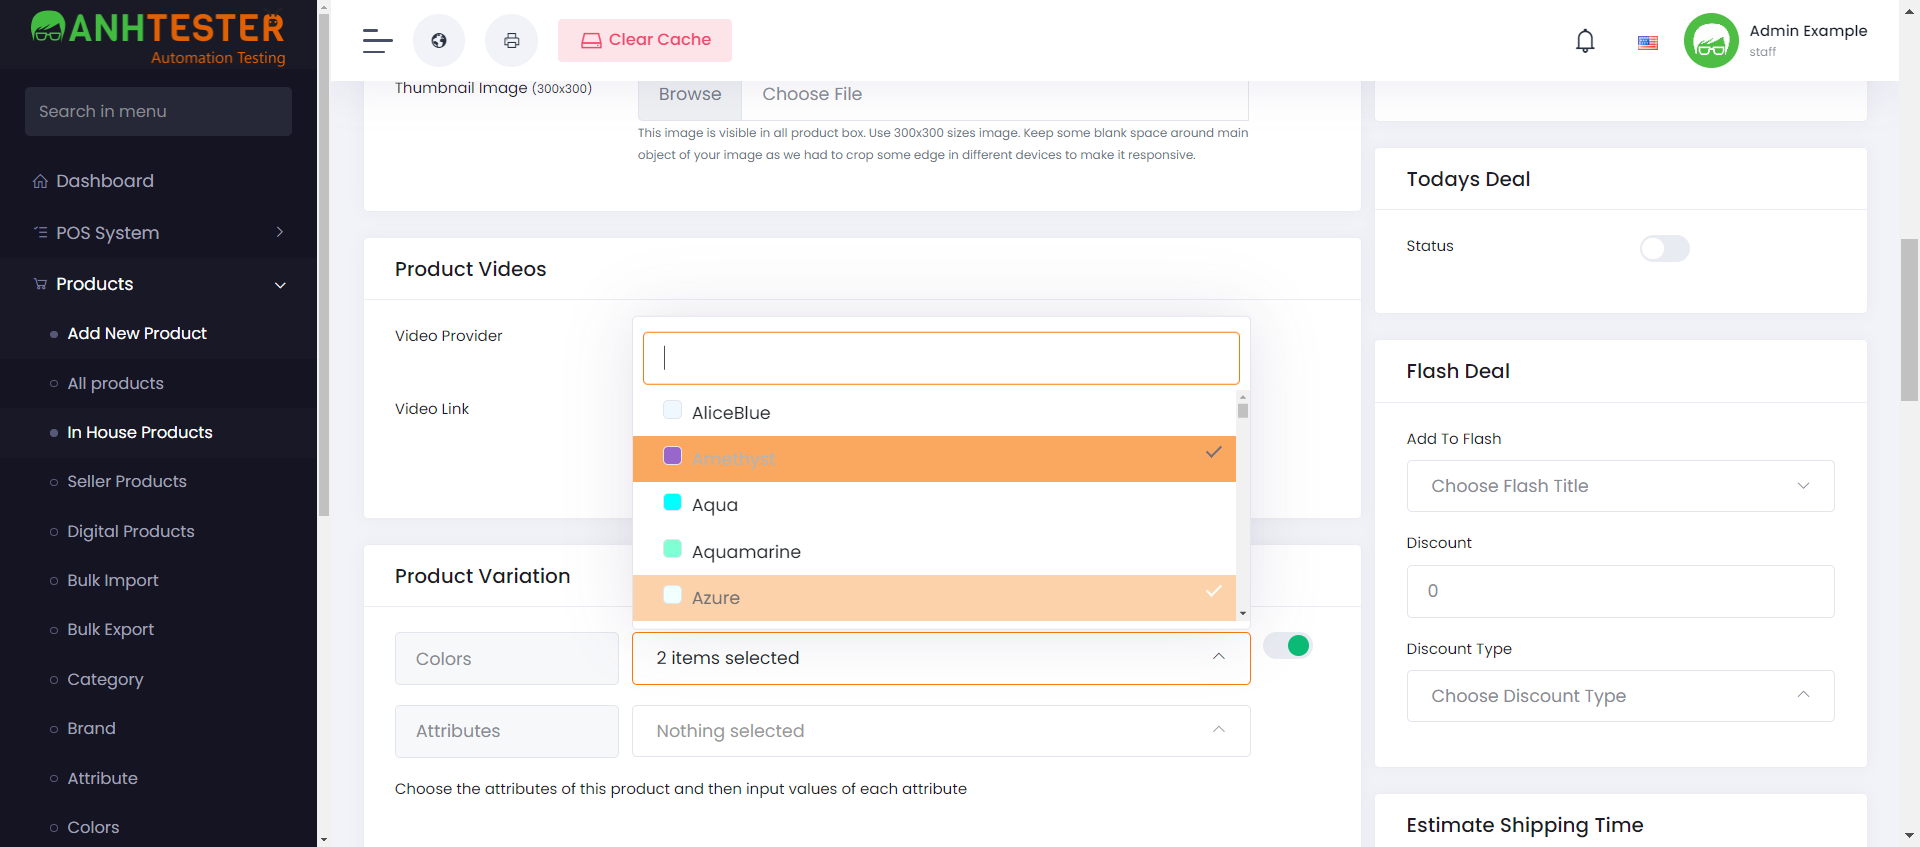 ANHTESTER
Automation Testing
Search in menu
Dashboard
POS System
Products
Add New Product
All products
In House Products
Seller Products
Digital Products
Bulk Import
Bulk Export
Category
Brand
Attribute
Colors
Clear Cache
Admin Example
staff
Thumbnail Image (300x300)
Browse
Choose File
This image is visible in all product box. Use 300x300 sizes image. Keep some blank space around main
object of your image as we had to crop some edge in different devices to make it responsive.
Product Videos
Video Provider
Video Link
AliceBlue
Amethyst
Aqua
Aquamarine
Azure
Product Variation
Colors
2 items selected
Attributes
Nothing selected
Choose the attributes of this product and then input values of each attribute
Todays Deal
Status
Flash Deal
Add To Flash
Choose Flash Title
Discount
0
Discount Type
Choose Discount Type
Estimate Shipping Time